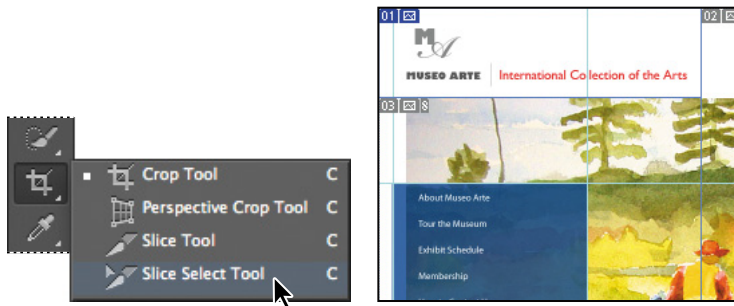 Crop Tool C
Perspective Crop Tool C
Slice Tool C
Slice Select Tool C
01
02
M
A
MUSEO ARTE
International Collection of the Arts
03
About Museo Arte
Tour the Museum
Exhibit Schedule
Membership